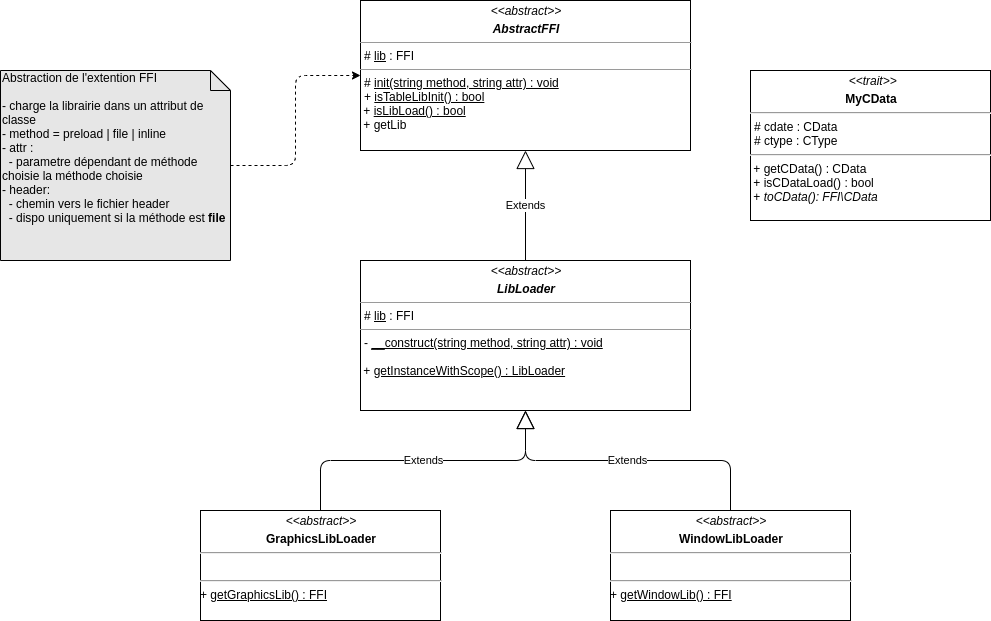 <<abstract>>
AbstractFFI
# lib : FFI
# init(string method, string attr) : void
+ isTableLibInit() : bool
+ isLibLoad() : bool
+ getLib
Abstraction de l'extention FFI
- charge la librairie dans un attribut de
classe
- method = preload | file | inline
- attr :
- parametre dépendant de méthode
choisie la méthode choisie
- header:
- chemin vers le fichier header
- dispo uniquement si la méthode est file
<<trait>>
MyCData
# cdate : CData
# ctype : CType
+ getCData() : CData
+ isCDataLoad() : bool
+ toCData(): FFI\CData
Extends
<<abstract>>
LibLoader
# lib : FFI
- __construct(string method, string attr) : void
+ getInstanceWithScope() : LibLoader
Extends
Extends
<<abstract>>
GraphicsLibLoader
+ getGraphicsLib() : FFI
<<abstract>>
WindowLibLoader
+ getWindowLib() : FFI